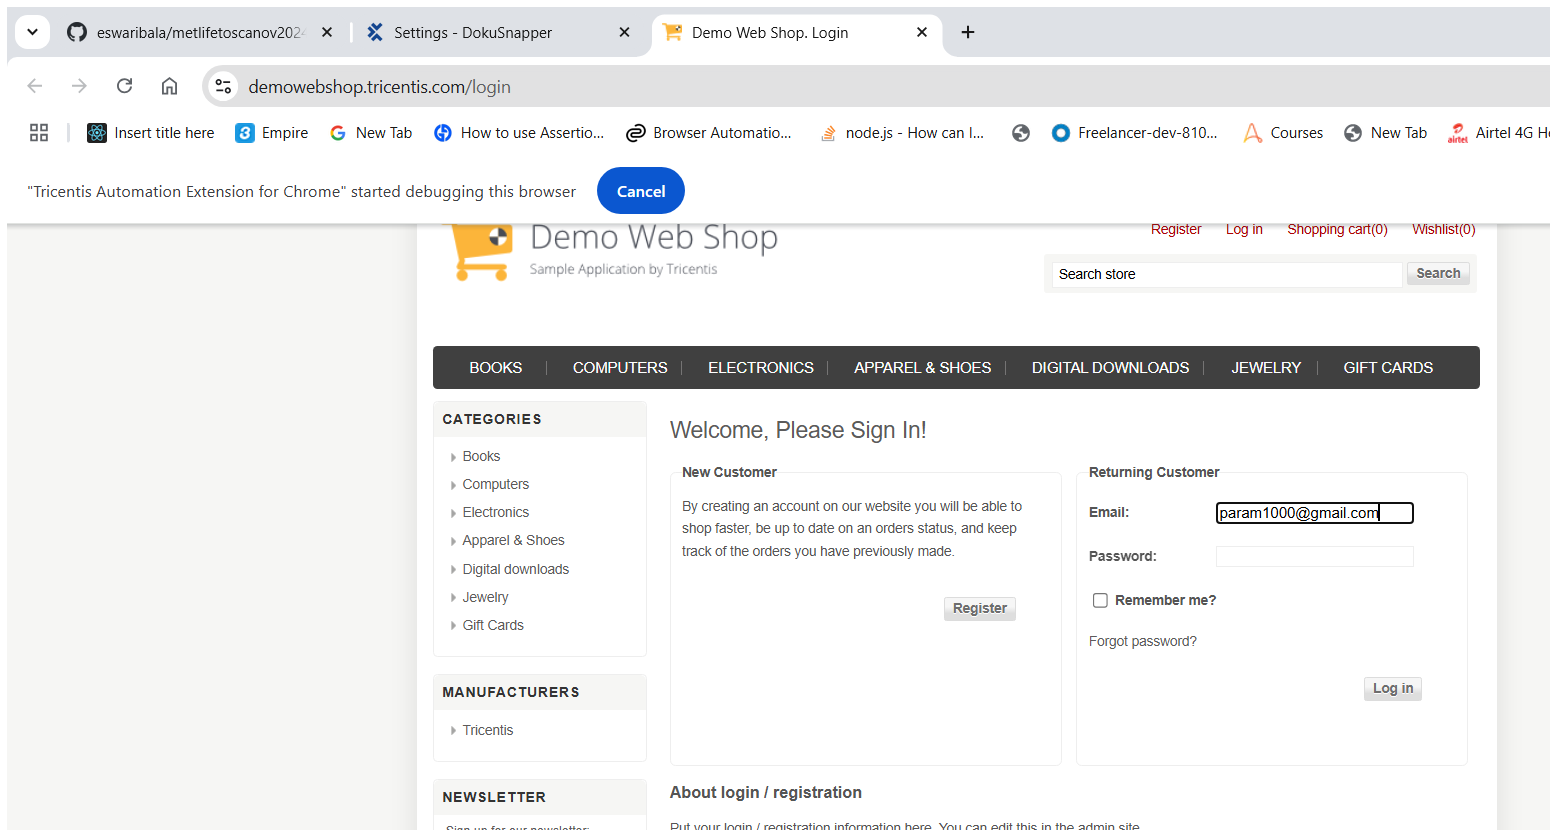 eswaribala/metlifetoscanov2024
Settings - DokuSnapper
Demo Web Shop. Login
demowebshop.tricentis.com/login
Insert title here
Empire
New Tab
How to use Assertio...
Browser Automatio...
node.js - How can I...
Freelancer-dev-810...
Courses
New Tab
Airtel 4G
"Tricentis Automation Extension for Chrome" started debugging this browser
Cancel
Demo Web Shop
Sample Application by Tricentis
Register
Log in
Shopping cart(0)
Wishlist(0)
Search store
Search
BOOKS
COMPUTERS
ELECTRONICS
APPAREL & SHOES
DIGITAL DOWNLOADS
JEWELRY
GIFT CARDS
CATEGORIES
Books
Computers
Electronics
Apparel & Shoes
Digital downloads
Jewelry
Gift Cards
MANUFACTURERS
Tricentis
NEWSLETTER
Sign up for our newsletter:
Welcome, Please Sign In!
New Customer
By creating an account on our website you will be able to
shop faster, be up to date on an orders status, and keep
track of the orders you have previously made.
Register
Returning Customer
Email:
param1000@gmail.com
Password:
Remember me?
Forgot password?
Log in
About login / registration
Put your login / registration information here. You can edit this in the admin site.
airtel